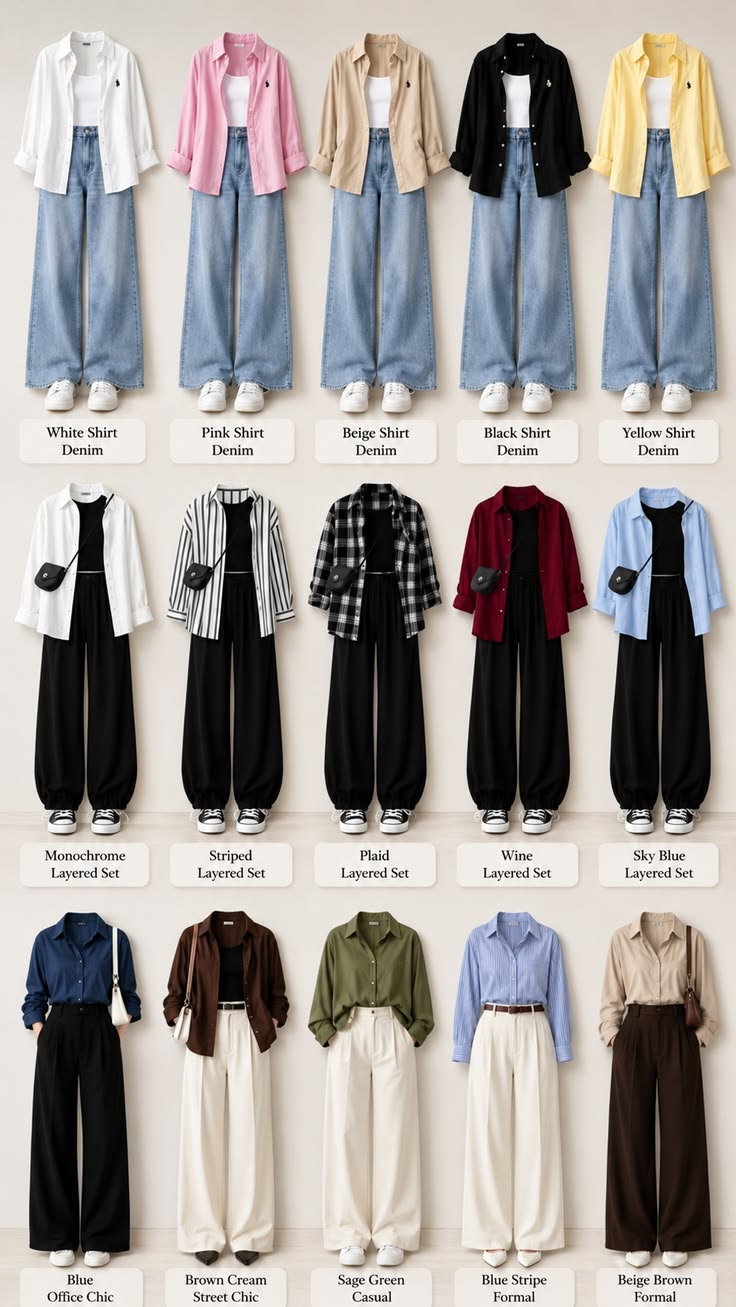 White Shirt
Denim
Pink Shirt
Denim
Beige Shirt
Denim
Black Shirt
Denim
Yellow Shirt
Denim
Monochrome
Layered Set
Striped
Layered Set
Plaid
Layered Set
Wine
Layered Set
Sky Blue
Layered Set
Blue
Office Chic
Brown Cream
Street Chic
Sage Green
Casual
Blue Stripe
Formal
Beige Brown
Formal